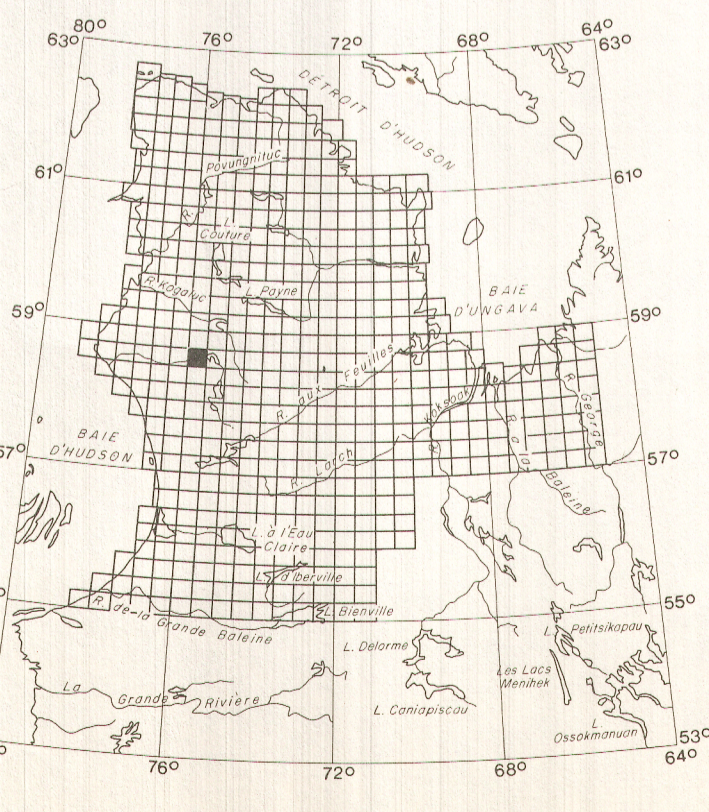 80°
76°
72°
68°
64°
63°
63°
DÉTROIT D'HUDSON
Povungnituc
61°
61°
R.
L.
Couture
R. Kogaluc
L. Payne
BAIE
D'UNGAVA
59°
59°
R. aux Feuilles
Koksoak
R.
R. George
R. à la Baleine
BAIE
D'HUDSON
57°
57°
R. Larch
L. à l'Eau
Claire
L. d'Iberville
R. de-la Grande Baleine
L. Bienville
55°
L. Delorme
L. Petitsikapau
Les Lacs
Menihek
La Grande Rivière
L. Caniapiscau
L.
Ossokmanuan
53°
76°
72°
68°
64°